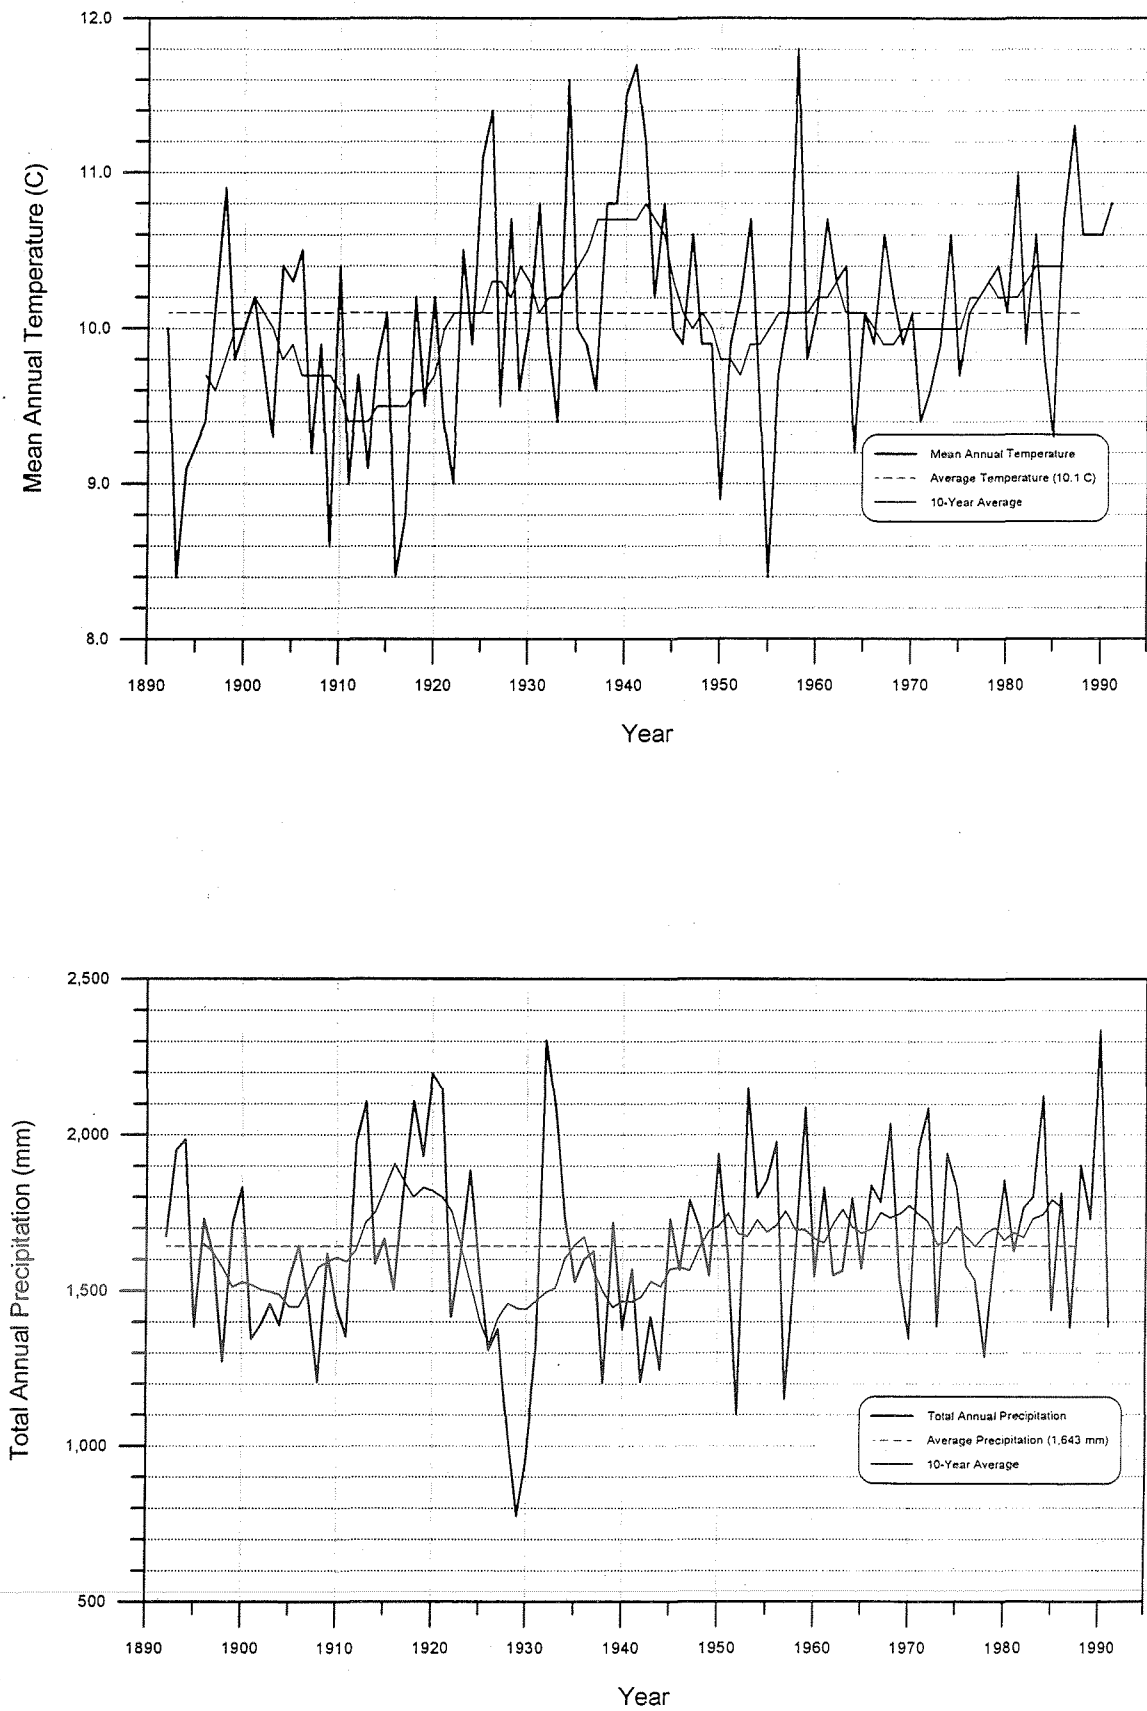 12.0
11.0
10.0
9.0
8.0
Mean Annual Temperature (C)
Mean Annual Temperature
Average Temperature (10.1 C)
10-Year Average
1890 1900 1910 1920 1930 1940 1950 1960 1970 1980 1990
Year
2,500
2,000
1,500
1,000
500
Total Annual Precipitation (mm)
Total Annual Precipitation
Average Precipitation (1,643 mm)
10-Year Average
1890 1900 1910 1920 1930 1940 1950 1960 1970 1980 1990
Year